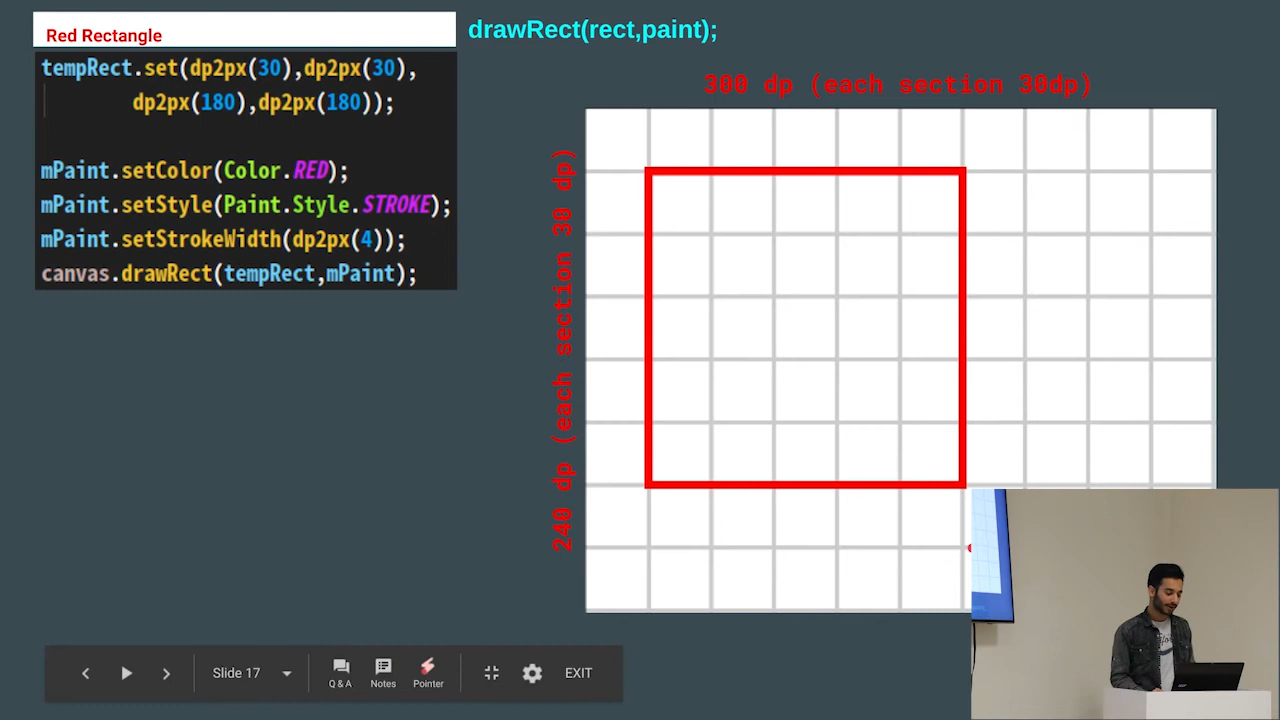 Red Rectangle
drawRect(rect,paint);
tempRect.set(dp2px(30),dp2px(30),
dp2px(180),dp2px(180));
mPaint.setColor(Color.RED);
mPaint.setStyle(Paint.Style.STROKE);
mPaint.setStrokeWidth(dp2px(4));
canvas.drawRect(tempRect,mPaint);
300 dp (each section 30dp)
240 dp (each section 30 dp)
Slide 17
Q & A
Notes
Pointer
EXIT